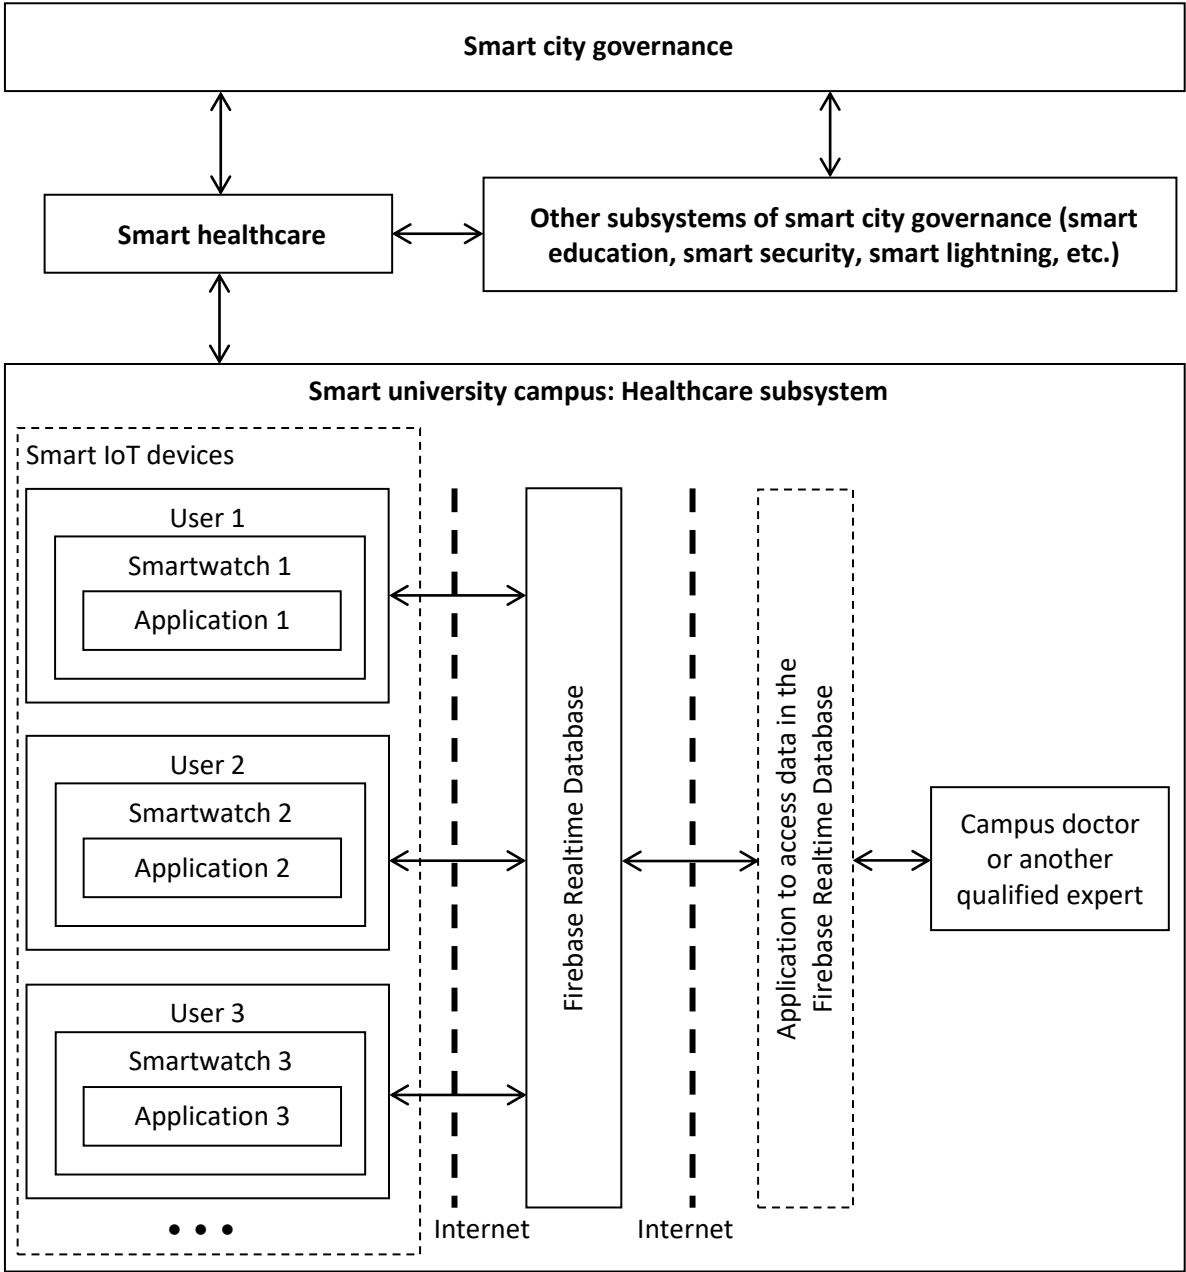 Smart city governance
Smart healthcare
Other subsystems of smart city governance (smart
education, smart security, smart lightning, etc.)
Smart university campus: Healthcare subsystem
Smart IoT devices
User 1
Smartwatch 1
Application 1
User 2
Smartwatch 2
Application 2
User 3
Smartwatch 3
Application 3
• • •
Internet
Firebase Realtime Database
Internet
Application to access data in the
Firebase Realtime Database
Campus doctor
or another
qualified expert